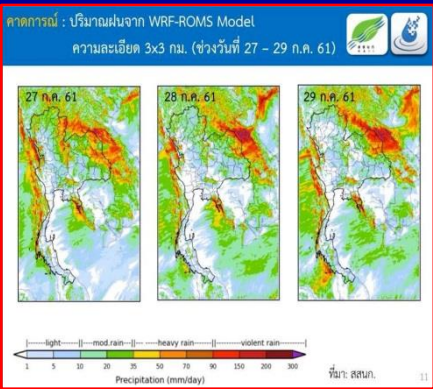 คาดการณ์ : ปริมาณฝนจาก WRF-ROMS Model
ความละเอียด 3x3 กม. (ช่วงวันที่ 27 – 29 ก.ค. 61)
27 ก.ค. 61
28 ก.ค. 61
29 ก.ค. 61
|-------light-------||----mod.rain---||--- ----heavy rain-------||----------violent rain----------|
1 5 10 20 35 50 70 90 150 200 300
Precipitation (mm/day)
ที่มา: สสนก.
11